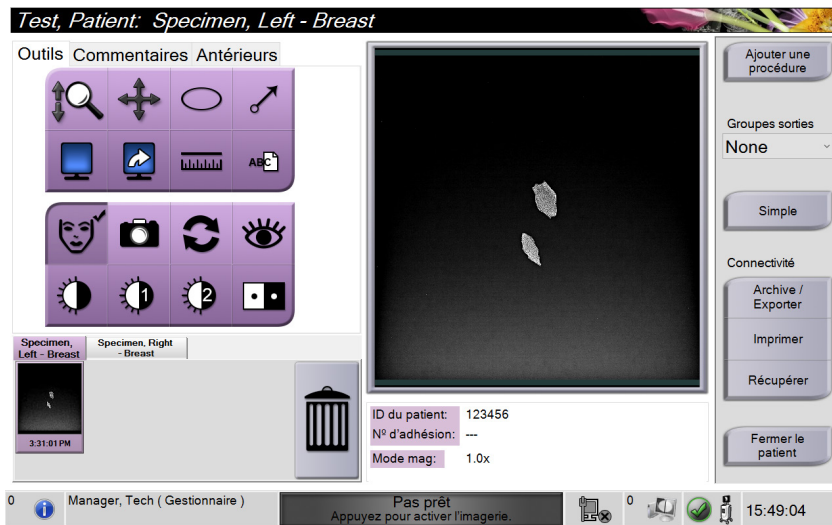 Test, Patient: Specimen, Left - Breast
Outils Commentaires Antérieurs
ABC
1
2
Specimen,
Left - Breast
Specimen, Right
- Breast
3:31:01 PM
ID du patient: 123456
Nº d'adhésion: ---
Mode mag: 1.0x
Ajouter une
procédure
Groupes sorties
None
Simple
Connectivité
Archive /
Exporter
Imprimer
Récupérer
Fermer le
patient
0
Manager, Tech ( Gestionnaire )
Pas prêt
Appuyez pour activer l'imagerie.
0
15:49:04